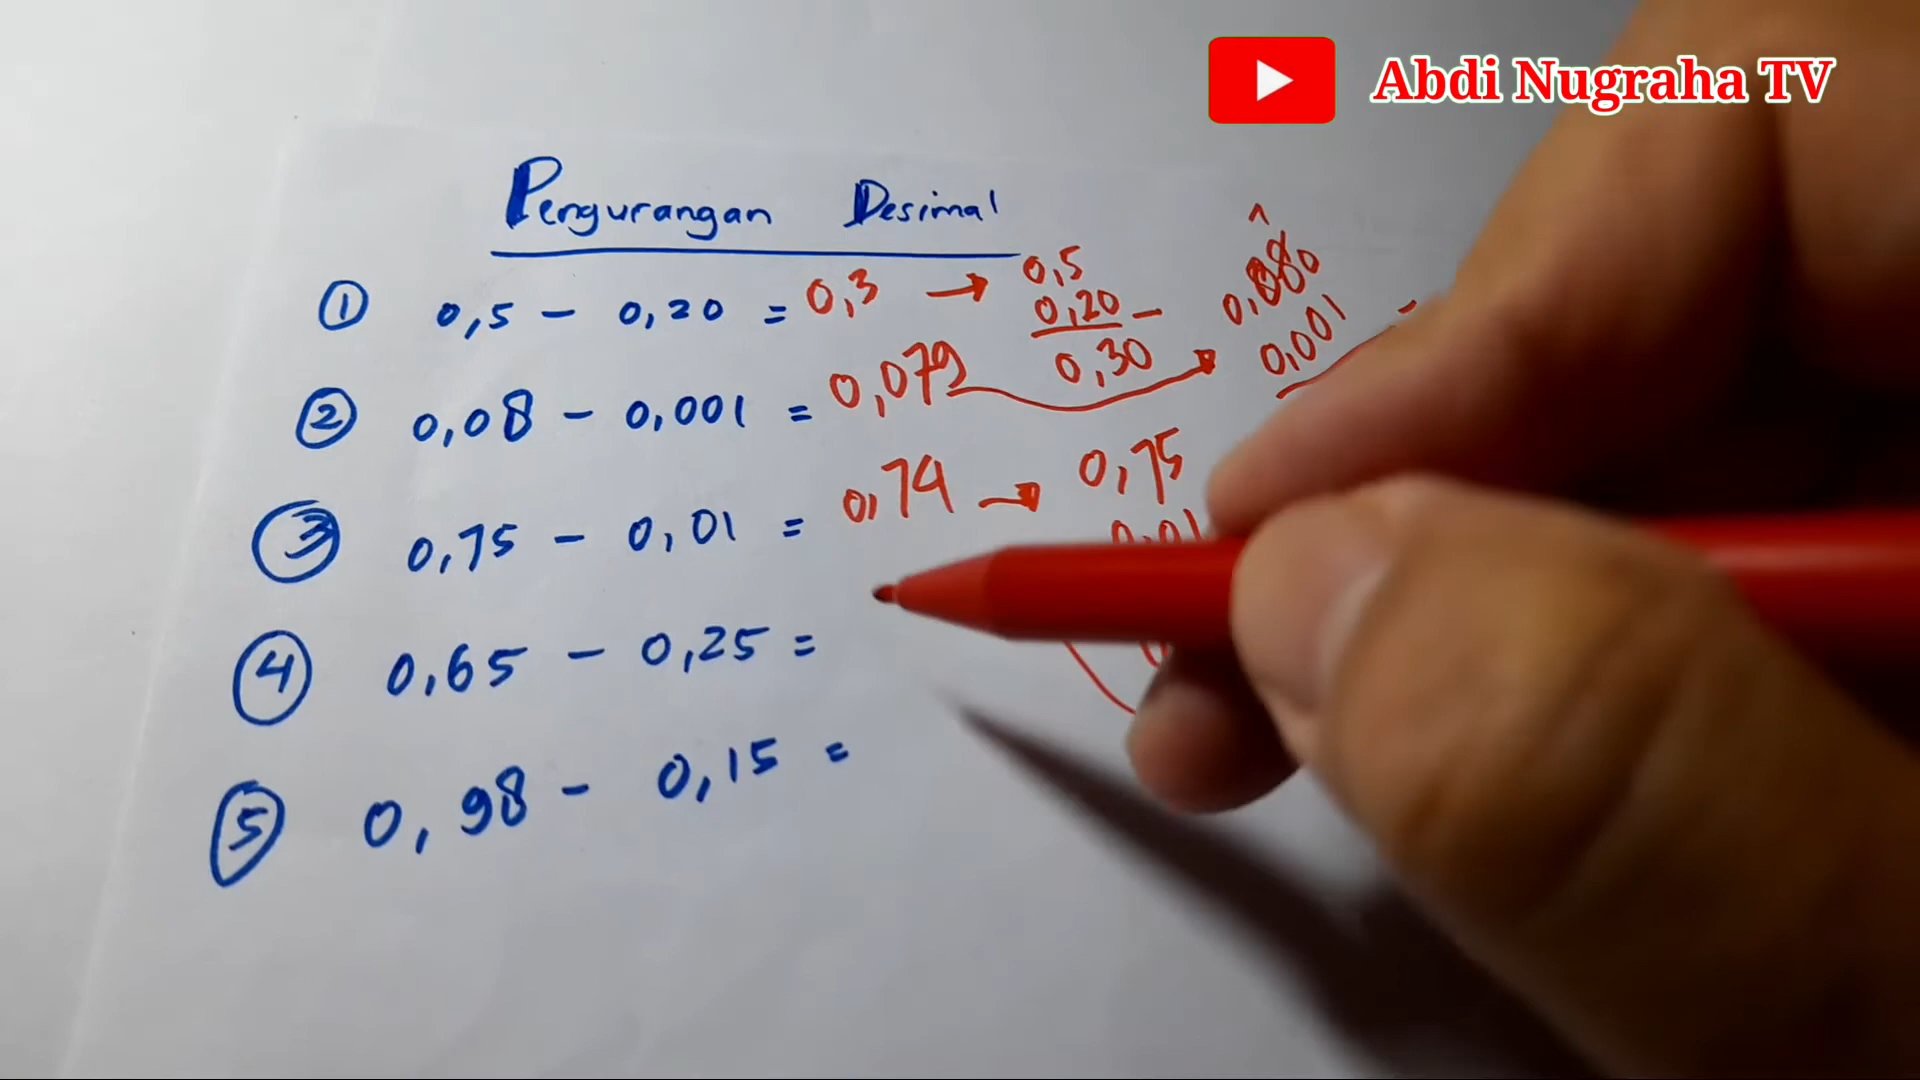 Abdi Nugraha TV
Pengurangan Desimal
① 0,5 - 0,20 = 0,3 → 0,5
0,20 -
0,30
② 0,08 - 0,001 = 0,079 → 0,080
0,001 -
③ 0,75 - 0,01 = 0,74 → 0,75
0,01
④ 0,65 - 0,25 =
⑤ 0,98 - 0,15 =